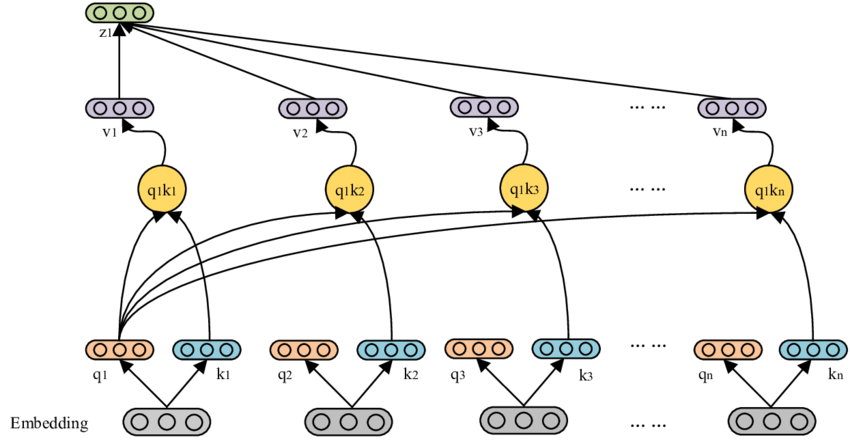 z1
v1 v2 v3 ... ... vn
q1k1 q1k2 q1k3 ... ... q1kn
q1 k1 q2 k2 q3 k3 ... ... qn kn
Embedding ... ...